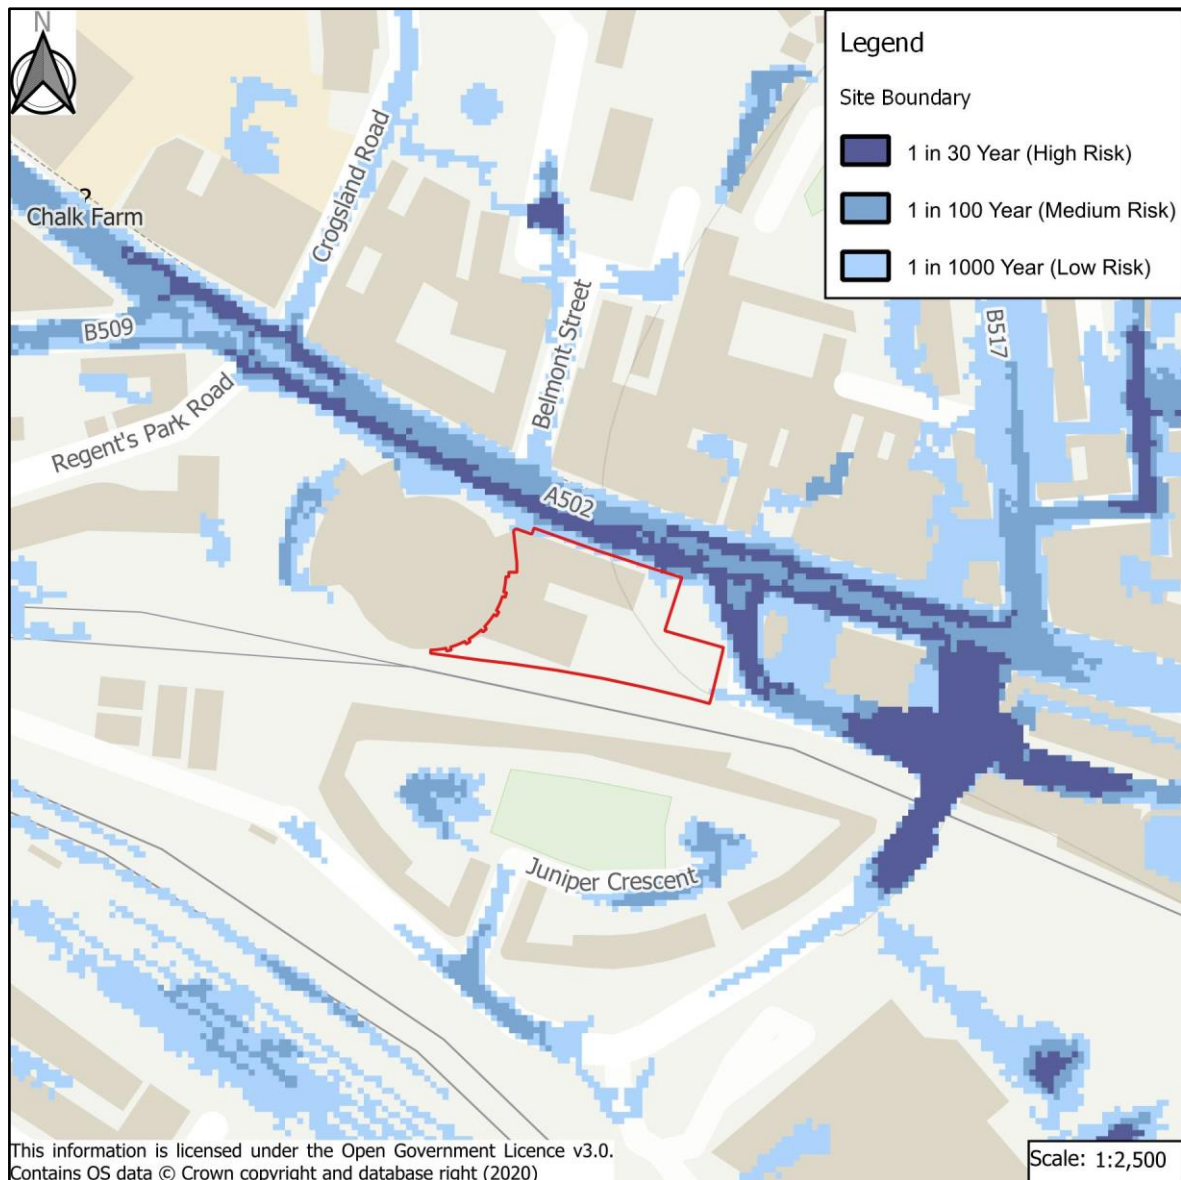 N
Legend
Site Boundary
1 in 30 Year (High Risk)
1 in 100 Year (Medium Risk)
1 in 1000 Year (Low Risk)
?
Chalk Farm
Crogsland Road
B509
Regent's Park Road
Belmont Street
B517
A502
Juniper Crescent
This information is licensed under the Open Government Licence v3.0.
Contains OS data © Crown copyright and database right (2020)
Scale: 1:2,500